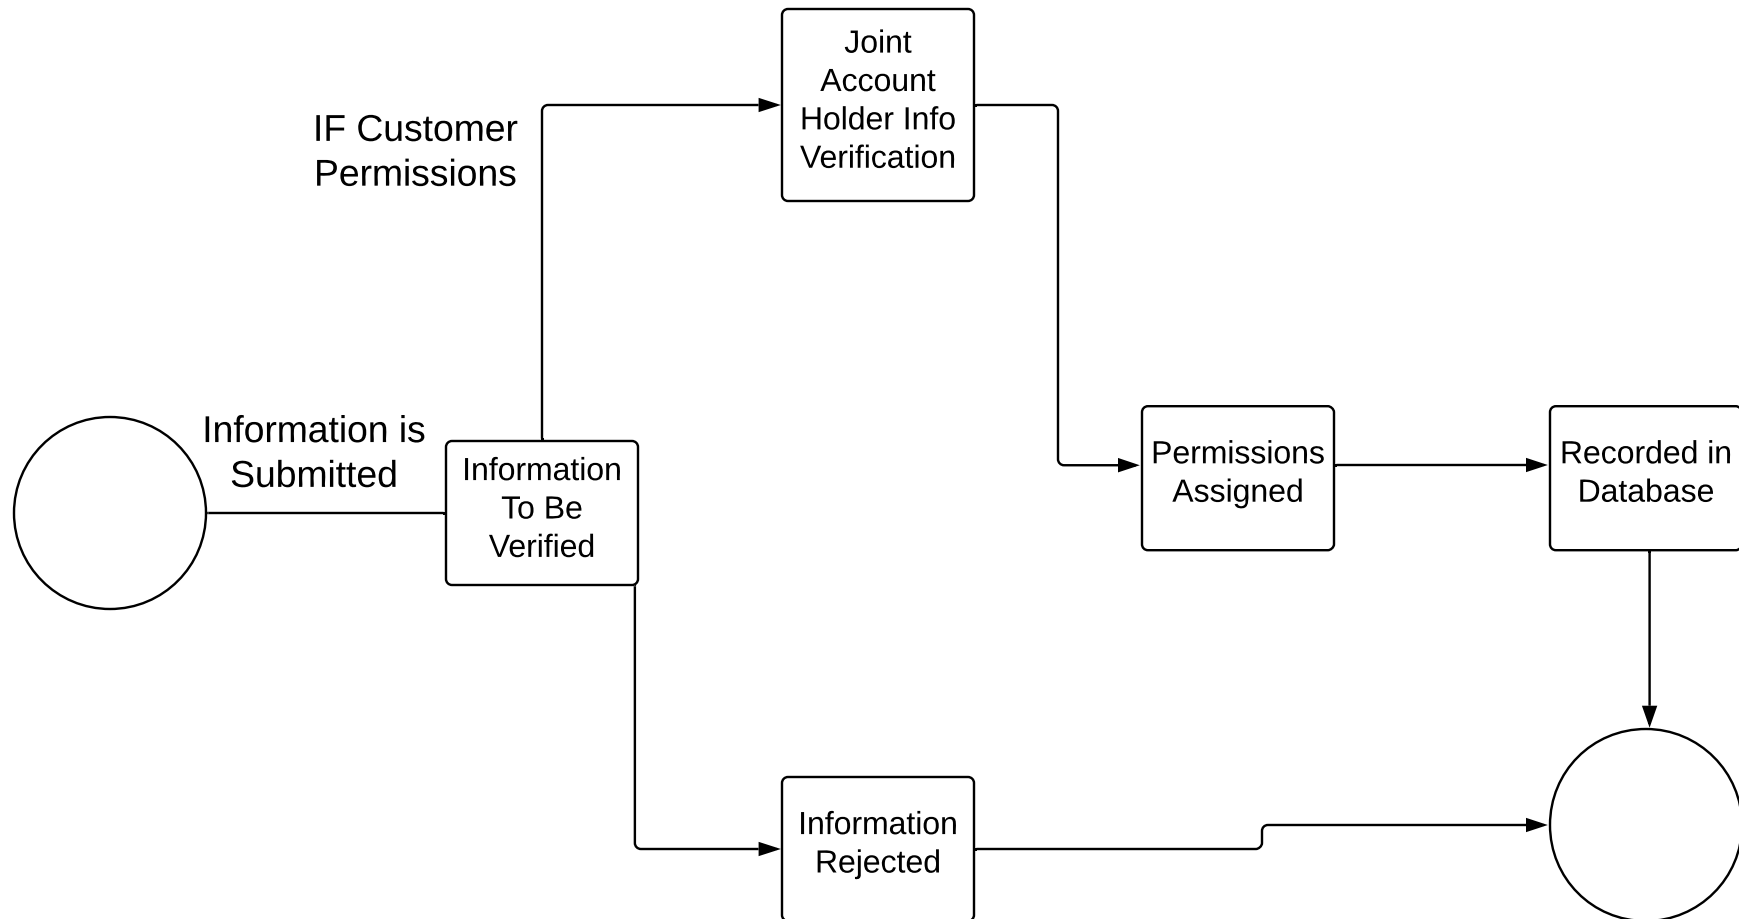 Joint
Account
Holder Info
Verification
IF Customer
Permissions
Information is
Submitted
Information
To Be
Verified
Permissions
Assigned
Recorded in
Database
Information
Rejected